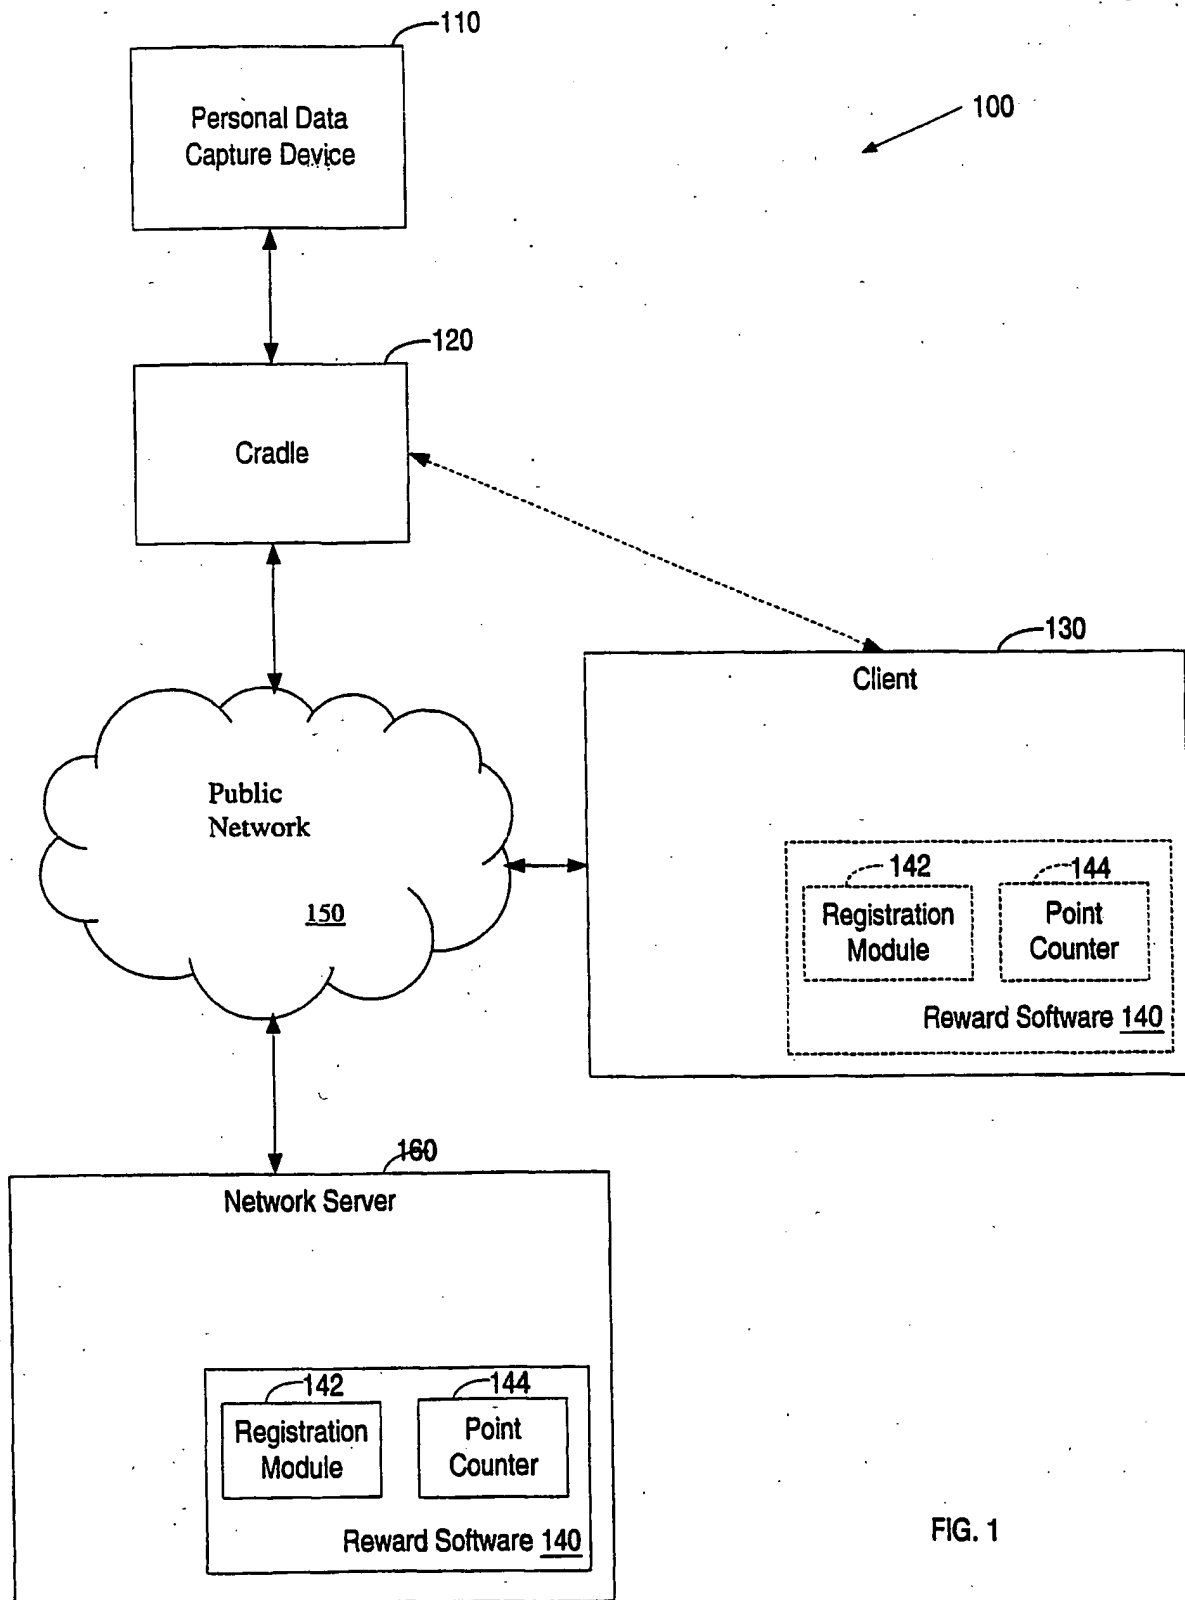 110
Personal Data
Capture Device
100
120
Cradle
130
Client
Public
Network
150
142
144
Registration
Module
Point
Counter
Reward Software 140
160
Network Server
142
144
Registration
Module
Point
Counter
Reward Software 140
FIG. 1